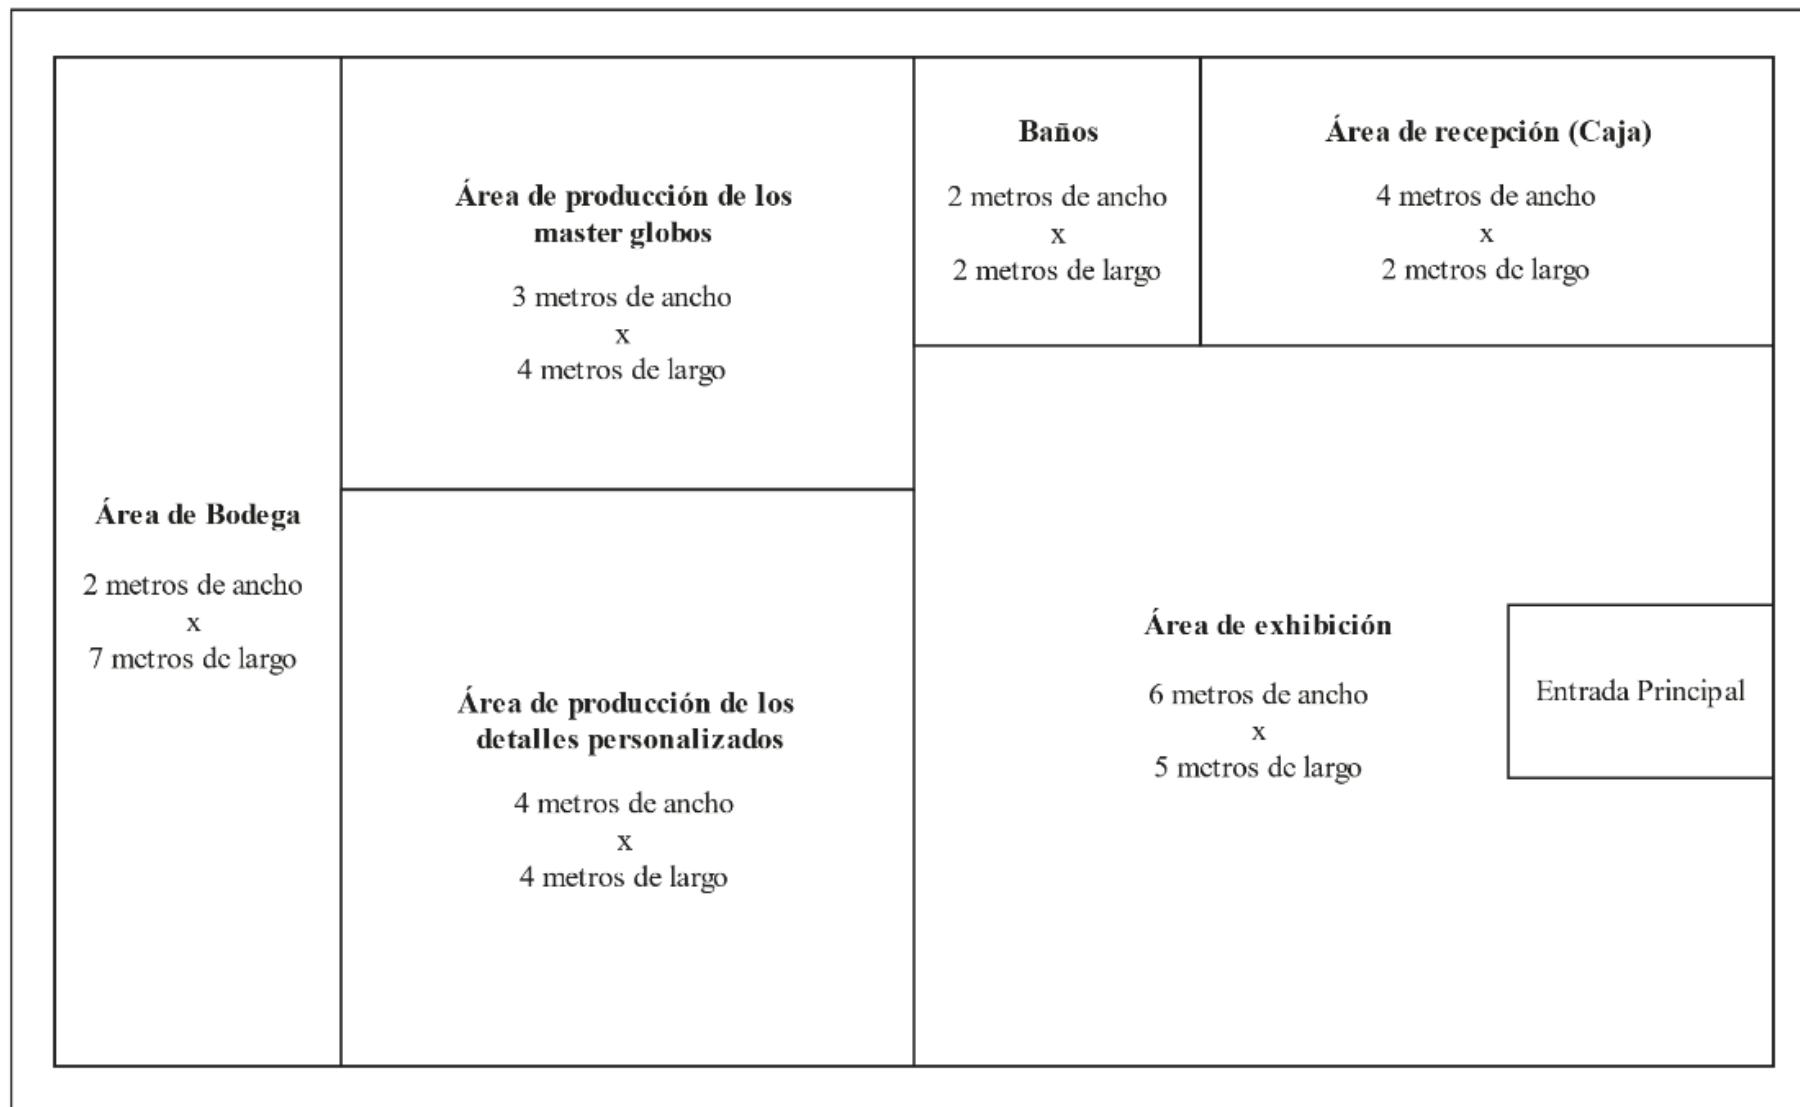 Área de Bodega
2 metros de ancho
x
7 metros de largo
Área de producción de los
master globos
3 metros de ancho
x
4 metros de largo
Área de producción de los
detalles personalizados
4 metros de ancho
x
4 metros de largo
Baños
2 metros de ancho
x
2 metros de largo
Área de recepción (Caja)
4 metros de ancho
x
2 metros de largo
Área de exhibición
6 metros de ancho
x
5 metros de largo
Entrada Principal